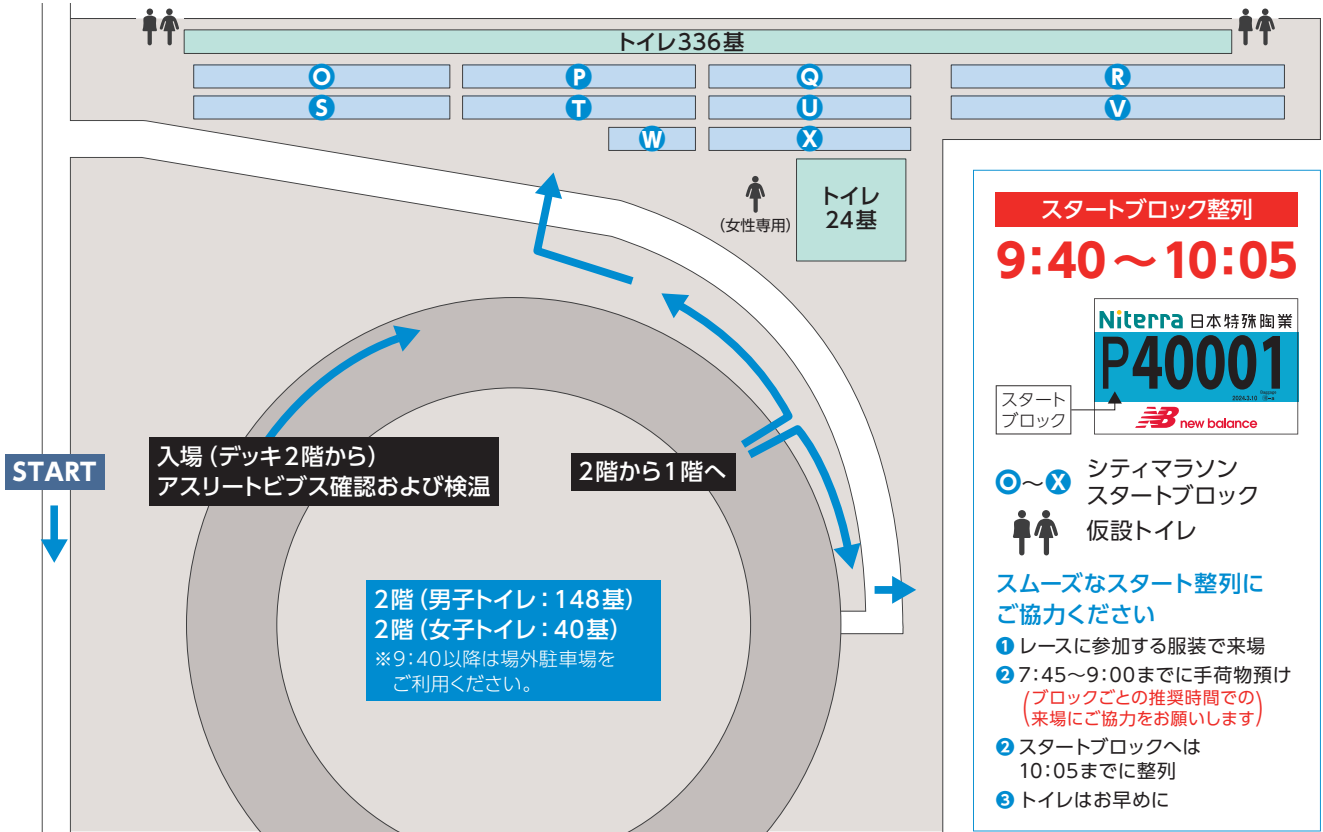 トイレ336基
O
P
Q
R
S
T
U
V
W
X
(女性専用)
トイレ
24基
START
入場(デッキ2階から)
アスリートビブス確認および検温
2階から1階へ
2階(男子トイレ:148基)
2階(女子トイレ:40基)
※9:40以降は場外駐車場を
ご利用ください。
スタートブロック整列
9:40～10:05
Niterra 日本特殊陶業
P40001
2024.3.10
new balance
スタート
ブロック
O～X シティマラソン
スタートブロック
仮設トイレ
スムーズなスタート整列に
ご協力ください
❶レースに参加する服装で来場
❷7:45～9:00までに手荷物預け
(ブロックごとの推奨時間での
来場にご協力をお願いします)
❷スタートブロックへは
10:05までに整列
❸トイレはお早めに